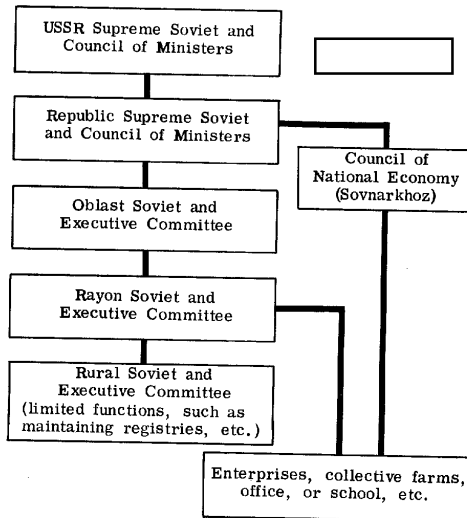 USSR Supreme Soviet and
Council of Ministers
Republic Supreme Soviet
and Council of Ministers
Council of
National Economy
(Sovnarkhoz)
Oblast Soviet and
Executive Committee
Rayon Soviet and
Executive Committee
Rural Soviet and
Executive Committee
(limited functions, such as
maintaining registries, etc.)
Enterprises, collective farms,
office, or school, etc.